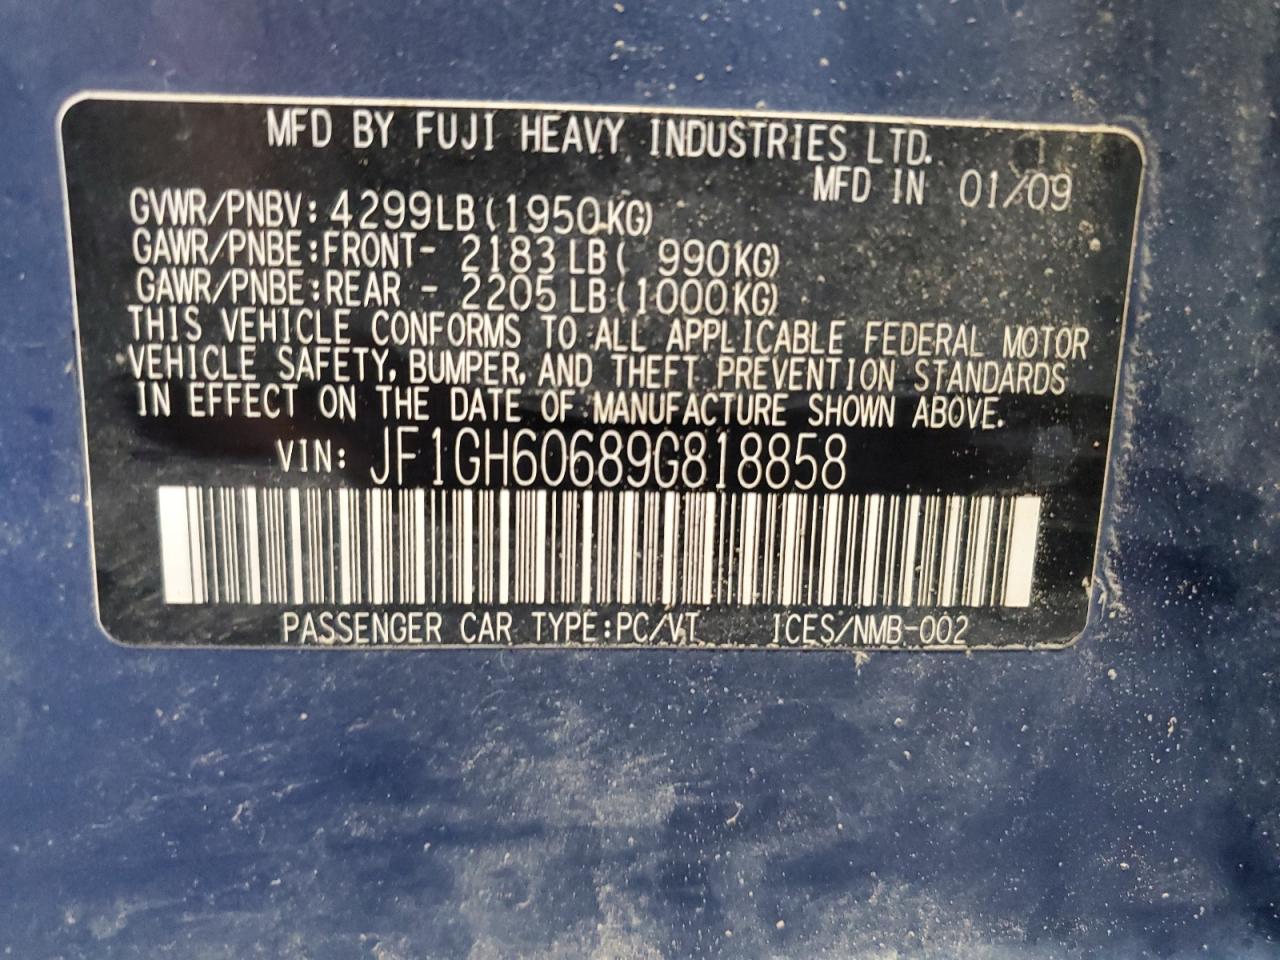 MFD BY FUJI HEAVY INDUSTRIES LTD.
MFD IN 01/09
GVWR/PNBV: 4299LB(1950KG)
GAWR/PNBE:FRONT- 2183LB( 990KG)
GAWR/PNBE:REAR - 2205LB(1000KG)
THIS VEHICLE CONFORMS TO ALL APPLICABLE FEDERAL MOTOR
VEHICLE SAFETY, BUMPER, AND THEFT PREVENTION STANDARDS
IN EFFECT ON THE DATE OF MANUFACTURE SHOWN ABOVE.
VIN: JF1GH60689G818858
PASSENGER CAR TYPE:PC/VT ICES/NMB-002